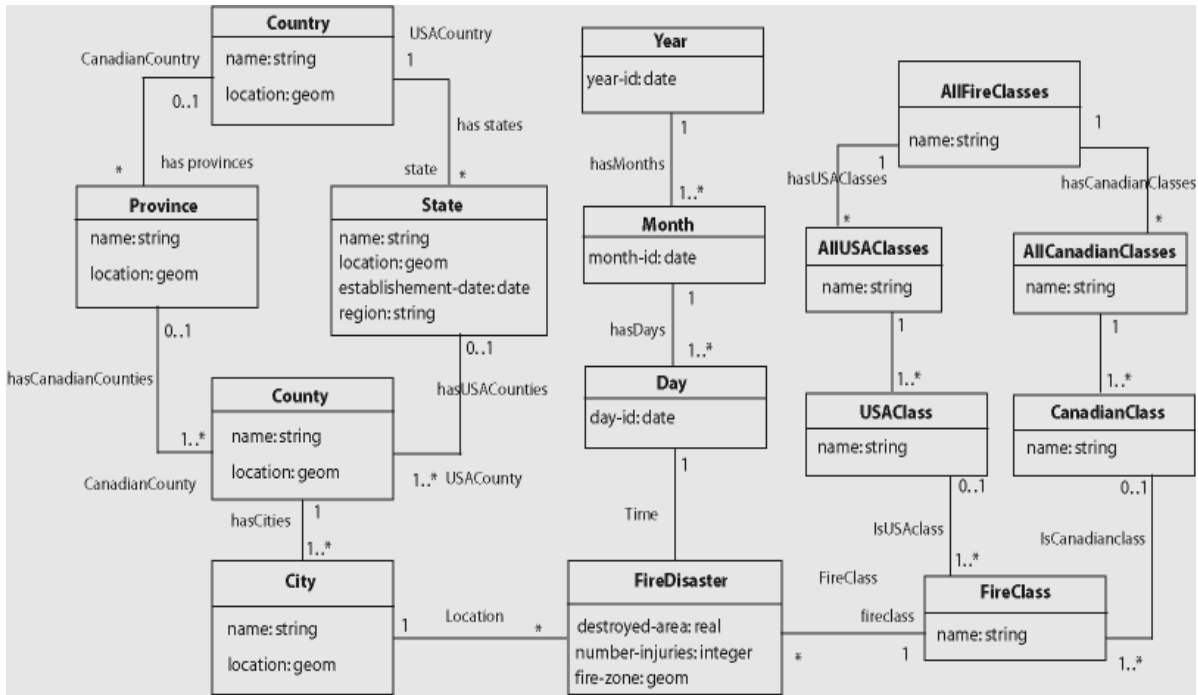 Country
name: string
location: geom
CanadianCountry
0..1
USACountry
1
has provinces
*
has states
state
*
Province
name: string
location: geom
0..1
State
name: string
location: geom
establishement-date: date
region: string
0..1
hasCanadianCounties
hasUSACounties
County
name: string
location: geom
1..*
CanadianCounty
1..*
USACounty
hasCities
1
1..*
City
name: string
location: geom
1
Location
*
Year
year-id: date
1
hasMonths
1..*
Month
month-id: date
1
hasDays
1..*
Day
day-id: date
1
Time
FireDisaster
destroyed-area: real
number-injuries: integer
fire-zone: geom
AllFireClasses
name: string
1
1
hasUSAClasses
hasCanadianClasses
*
*
AllUSAClasses
name: string
1
1..*
AllCanadianClasses
name: string
1
1..*
USAClass
name: string
0..1
CanadianClass
name: string
0..1
IsUSAclass
1..*
IsCanadianclass
FireClass
fireclass
*
1
FireClass
name: string
1..*